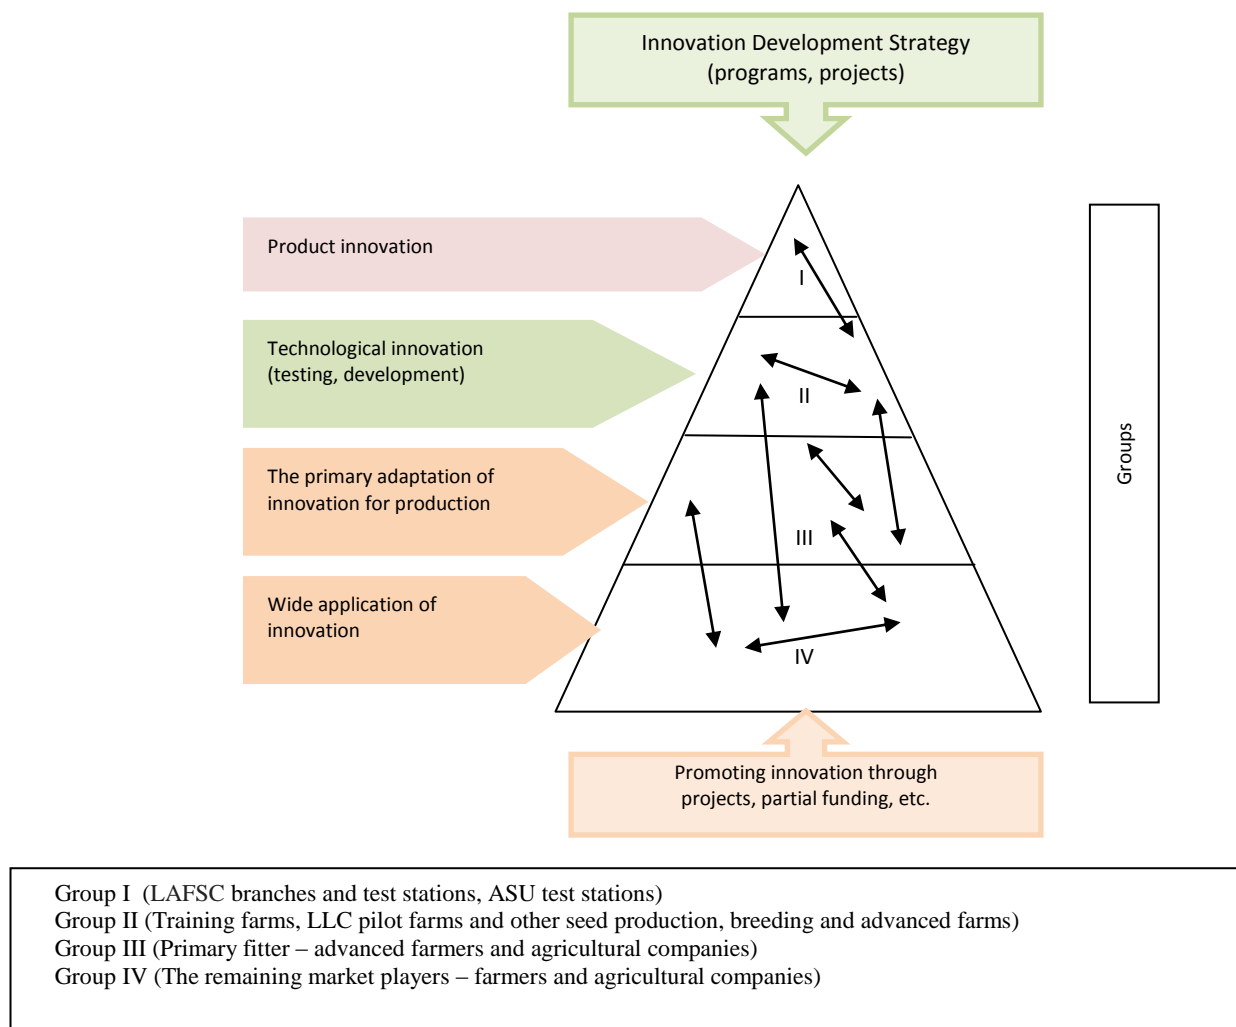 Innovation Development Strategy
(programs, projects)
Product innovation
I
Technological innovation
(testing, development)
II
The primary adaptation of
innovation for production
III
Wide application of
innovation
IV
Groups
Promoting innovation through
projects, partial funding, etc.
Group I (LAFSC branches and test stations, ASU test stations)
Group II (Training farms, LLC pilot farms and other seed production, breeding and advanced farms)
Group III (Primary fitter – advanced farmers and agricultural companies)
Group IV (The remaining market players – farmers and agricultural companies)